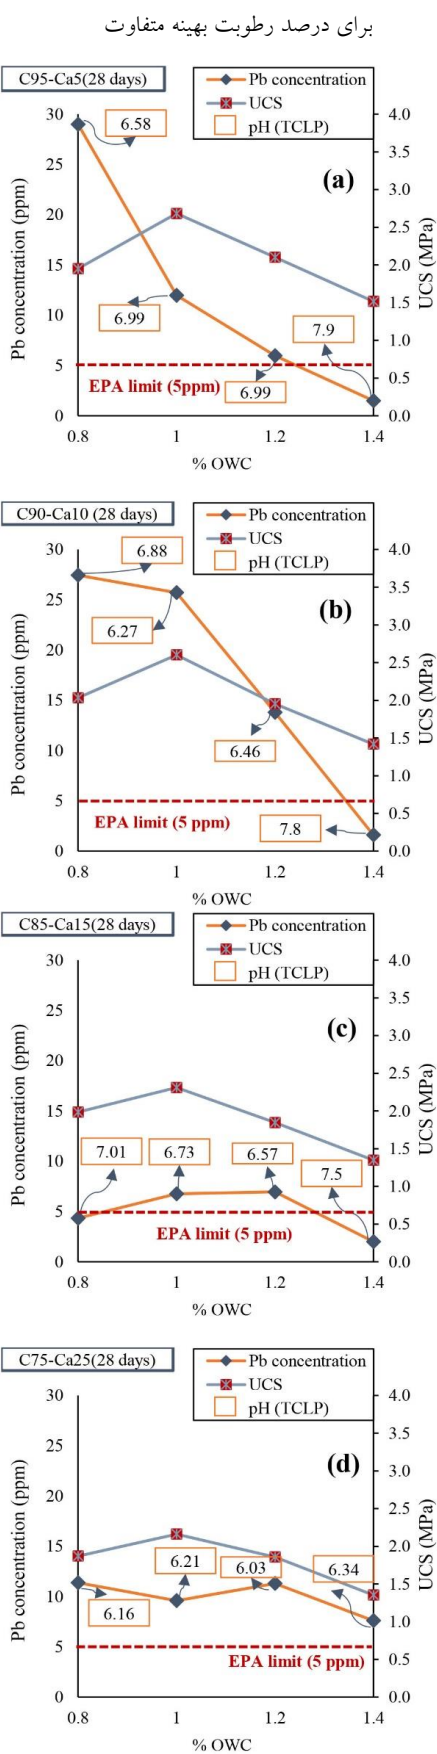 برای درصد رطوبت بهینه متفاوت
C95-Ca5(28 days)
Pb concentration
UCS
pH (TCLP)
(a)
30
25
20
15
10
5
0
Pb concentration (ppm)
4.0
3.5
3.0
2.5
2.0
1.5
1.0
0.5
0.0
UCS (MPa)
6.58
6.99
6.99
7.9
EPA limit (5ppm)
0.8
1
1.2
1.4
% OWC
C90-Ca10 (28 days)
Pb concentration
UCS
pH (TCLP)
(b)
30
25
20
15
10
5
0
Pb concentration (ppm)
4.0
3.5
3.0
2.5
2.0
1.5
1.0
0.5
0.0
UCS (MPa)
6.88
6.27
6.46
7.8
EPA limit (5 ppm)
0.8
1
1.2
1.4
% OWC
C85-Ca15(28 days)
Pb concentration
UCS
pH (TCLP)
(c)
30
25
20
15
10
5
0
Pb concentration (ppm)
4.0
3.5
3.0
2.5
2.0
1.5
1.0
0.5
0.0
UCS (MPa)
7.01
6.73
6.57
7.5
EPA limit (5 ppm)
0.8
1
1.2
1.4
% OWC
C75-Ca25(28 days)
Pb concentration
UCS
pH (TCLP)
(d)
30
25
20
15
10
5
0
Pb concentration (ppm)
4.0
3.5
3.0
2.5
2.0
1.5
1.0
0.5
0.0
UCS (MPa)
6.16
6.21
6.03
6.34
EPA limit (5 ppm)
0.8
1
1.2
1.4
% OWC